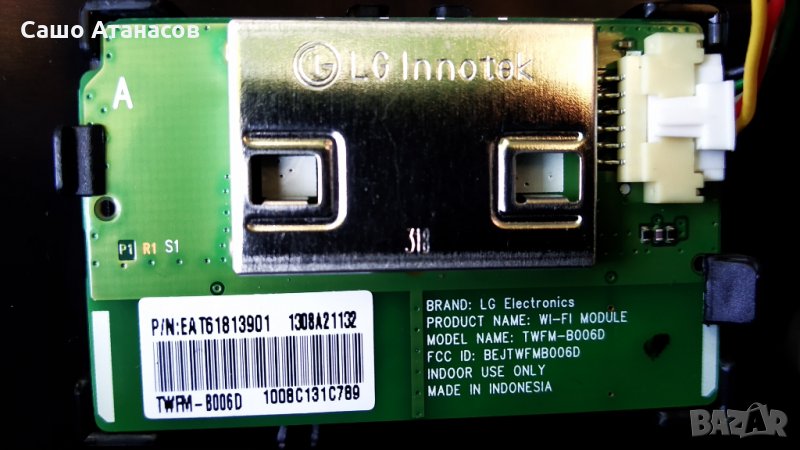 Сашо Атанасов
LG Innotek
A
318
P1 R1 S1
P/N:EAT61813901 1308A21132
TWFM-B006D 1008C131C789
BRAND: LG Electronics
PRODUCT NAME: WI-FI MODULE
MODEL NAME: TWFM-B006D
FCC ID: BEJTWFMB006D
INDOOR USE ONLY
MADE IN INDONESIA
BAZAR